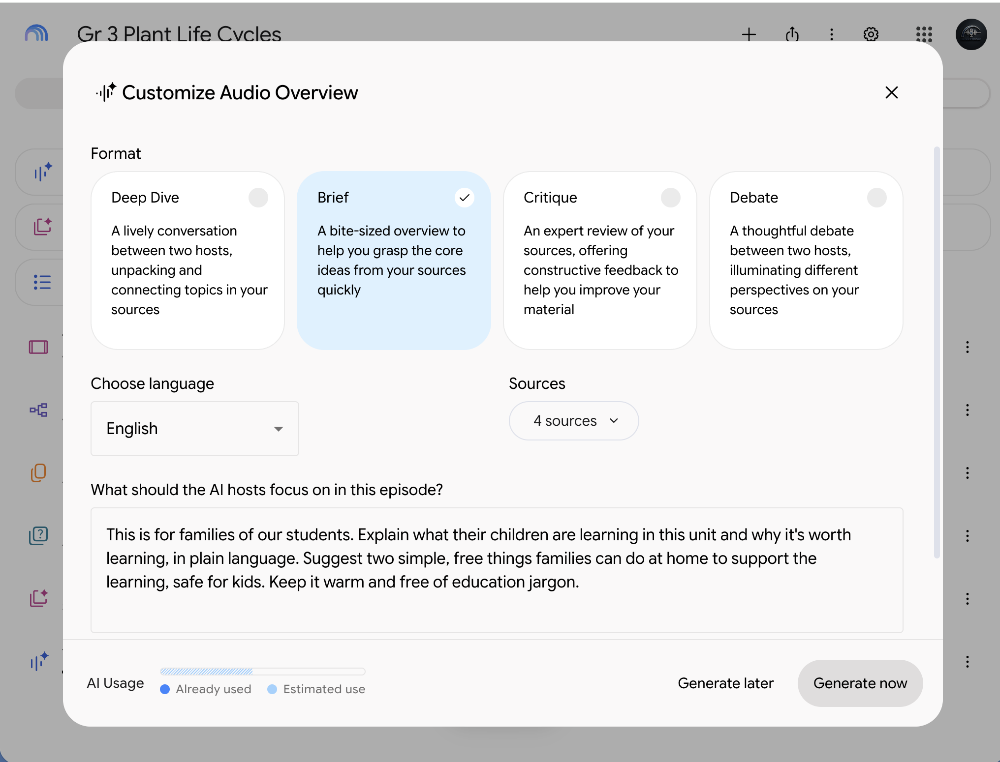 Gr 3 Plant Life Cycles
Customize Audio Overview
Format
Deep Dive
A lively conversation
between two hosts,
unpacking and
connecting topics in your
sources
Brief
A bite-sized overview to
help you grasp the core
ideas from your sources
quickly
Critique
An expert review of your
sources, offering
constructive feedback to
help you improve your
material
Debate
A thoughtful debate
between two hosts,
illuminating different
perspectives on your
sources
Choose language
English
Sources
4 sources
What should the AI hosts focus on in this episode?
This is for families of our students. Explain what their children are learning in this unit and why it's worth
learning, in plain language. Suggest two simple, free things families can do at home to support the
learning, safe for kids. Keep it warm and free of education jargon.
AI Usage
Already used
Estimated use
Generate later
Generate now